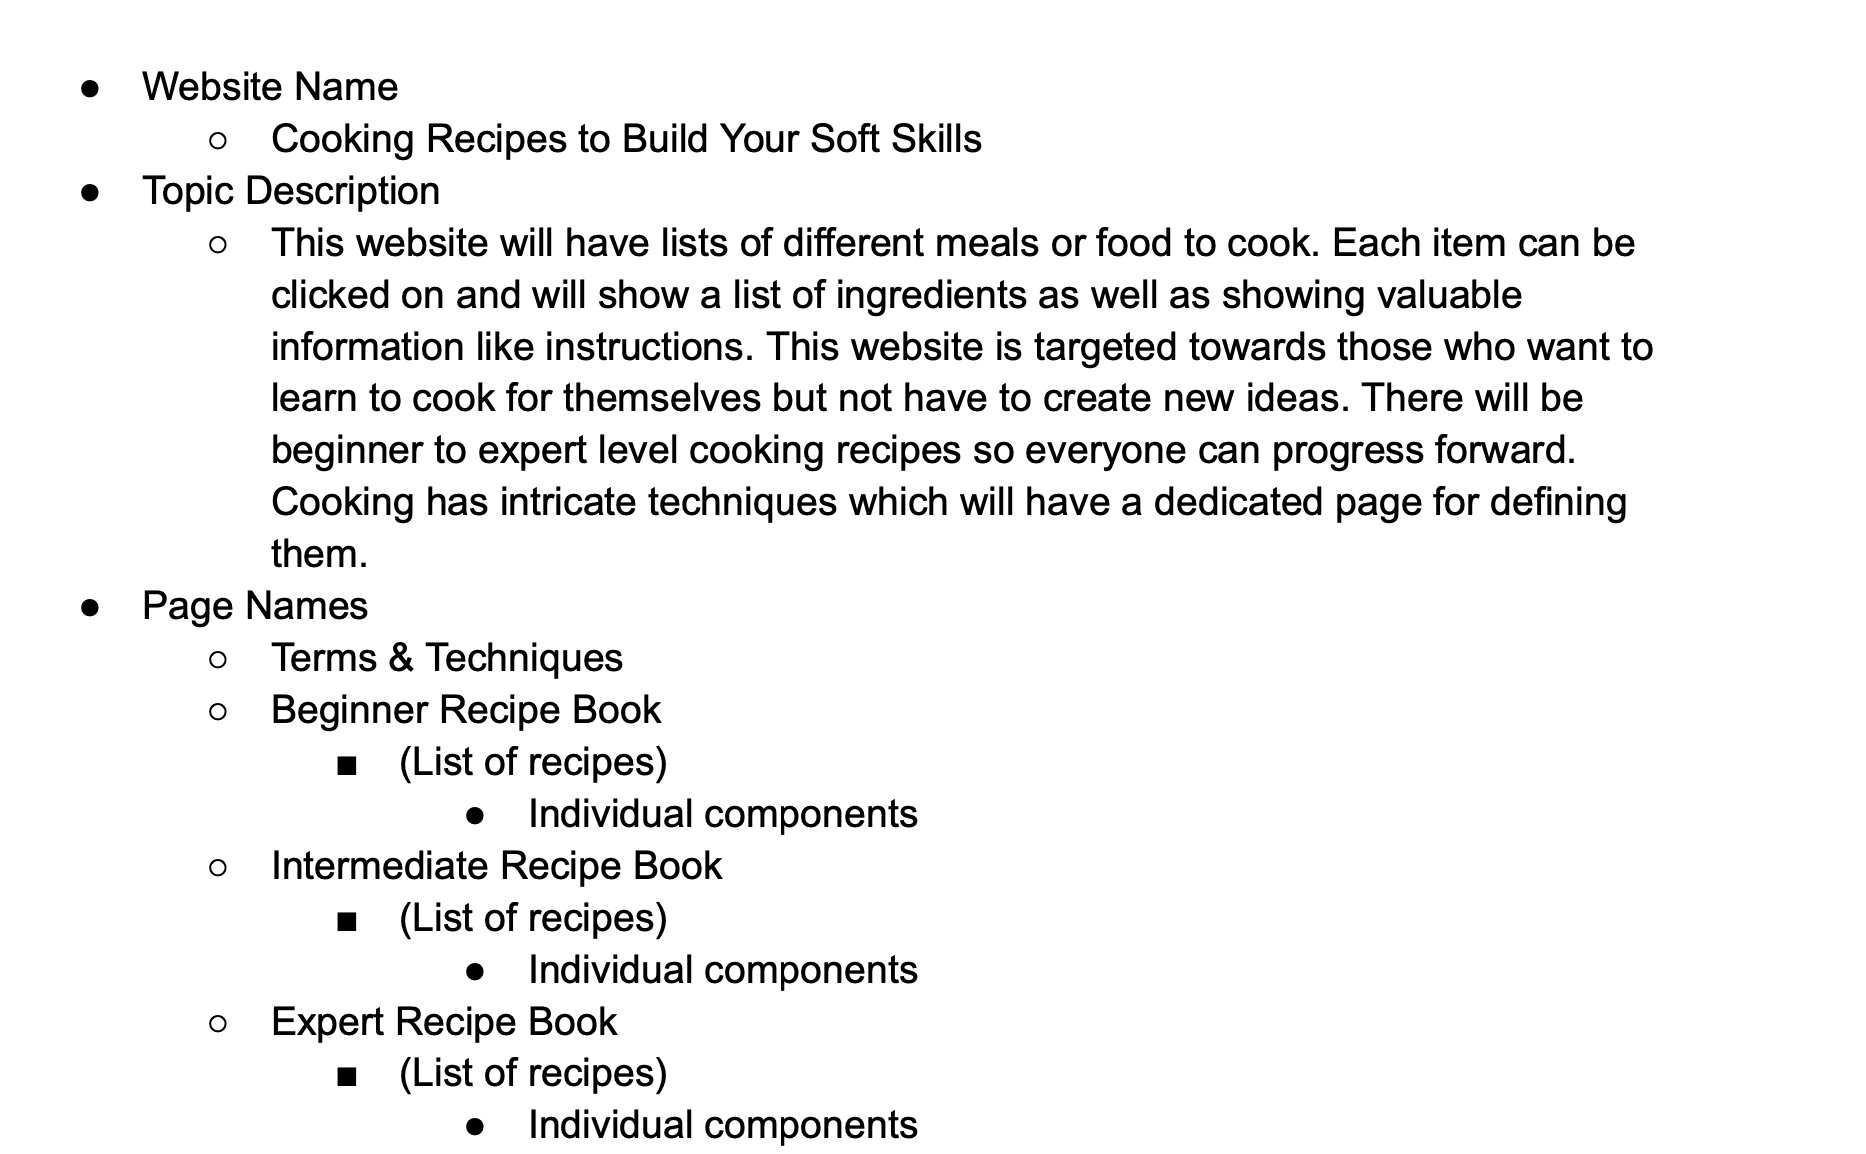 ● Website Name
○ Cooking Recipes to Build Your Soft Skills
● Topic Description
○ This website will have lists of different meals or food to cook. Each item can be
clicked on and will show a list of ingredients as well as showing valuable
information like instructions. This website is targeted towards those who want to
learn to cook for themselves but not have to create new ideas. There will be
beginner to expert level cooking recipes so everyone can progress forward.
Cooking has intricate techniques which will have a dedicated page for defining
them.
● Page Names
○ Terms & Techniques
○ Beginner Recipe Book
■ (List of recipes)
● Individual components
○ Intermediate Recipe Book
■ (List of recipes)
● Individual components
○ Expert Recipe Book
■ (List of recipes)
● Individual components